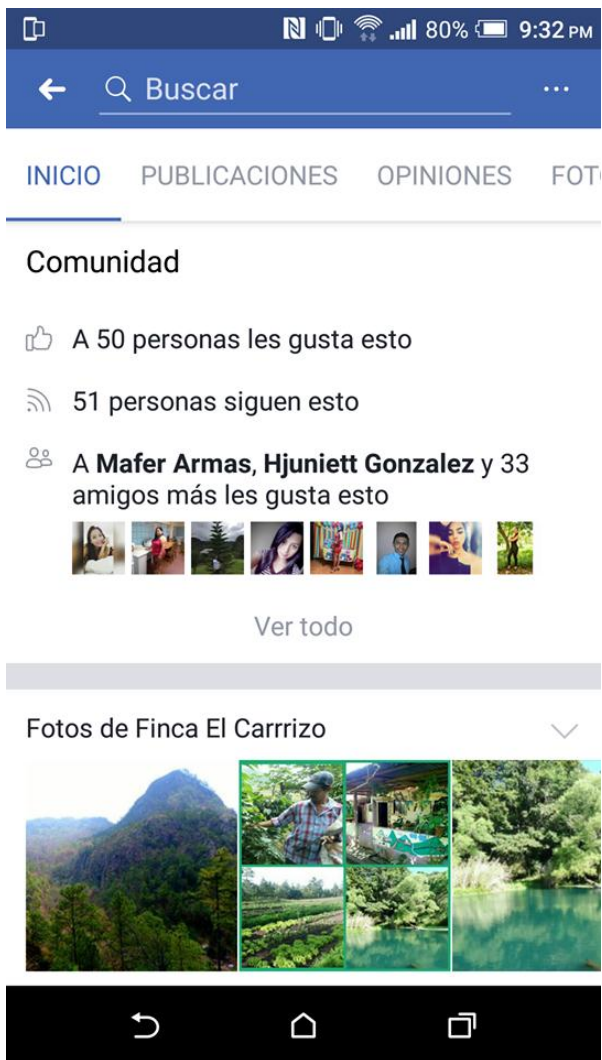 80% 9:32 PM
Buscar
INICIO PUBLICACIONES OPINIONES FOT
Comunidad
A 50 personas les gusta esto
51 personas siguen esto
A Mafer Armas, Hjuniett Gonzalez y 33
amigos más les gusta esto
Ver todo
Fotos de Finca El Carrrizo